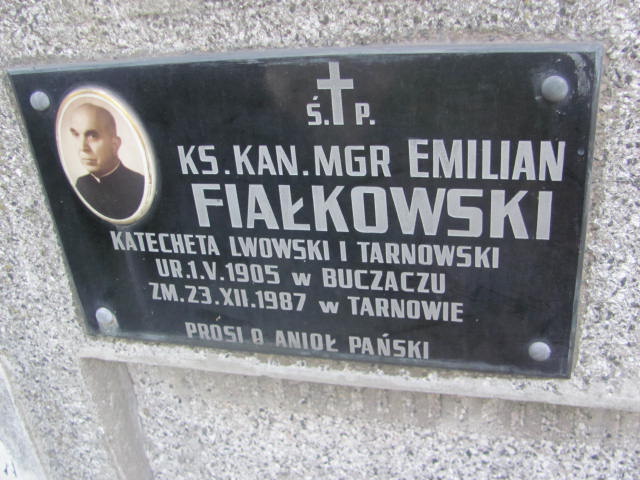 Ś. P.
KS. KAN. MGR EMILIAN
FIAŁKOWSKI
KATECHETA LWOWSKI I TARNOWSKI
UR. 1. V. 1905 w BUCZACZU
ZM. 23. XII. 1987 w TARNOWIE
PROSI O ANIOŁ PAŃSKI